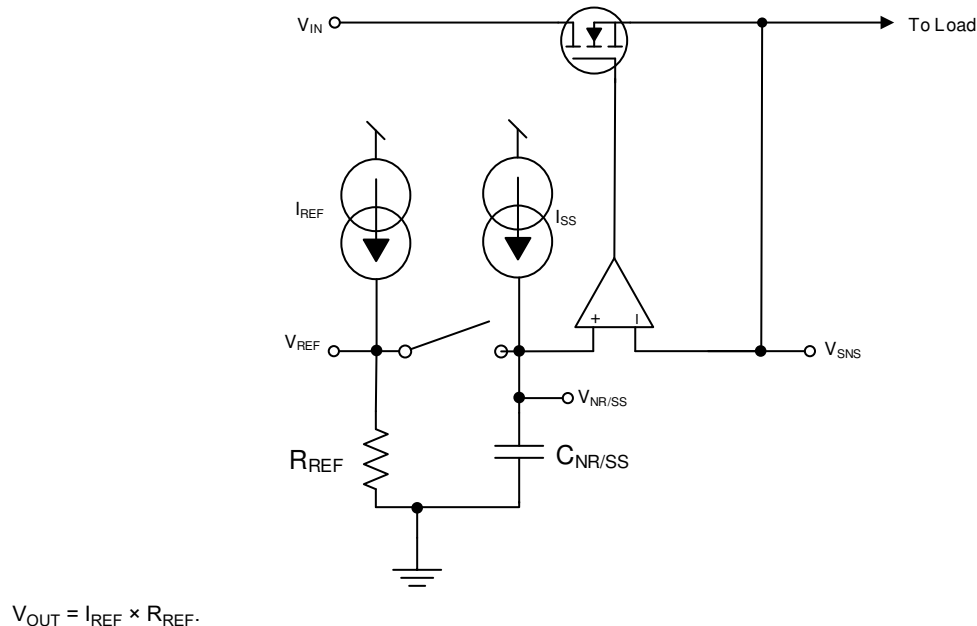 V_IN
To Load
I_REF
I_SS
+
–
V_REF
V_SNS
V_NR/SS
R_REF
C_NR/SS
V_OUT = I_REF × R_REF.